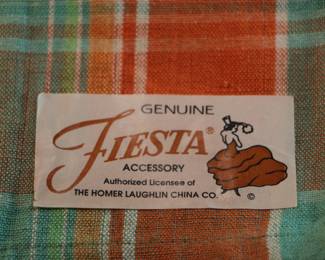 GENUINE
FIESTA®
ACCESSORY
Authorized Licensee of
THE HOMER LAUGHLIN CHINA CO.
©